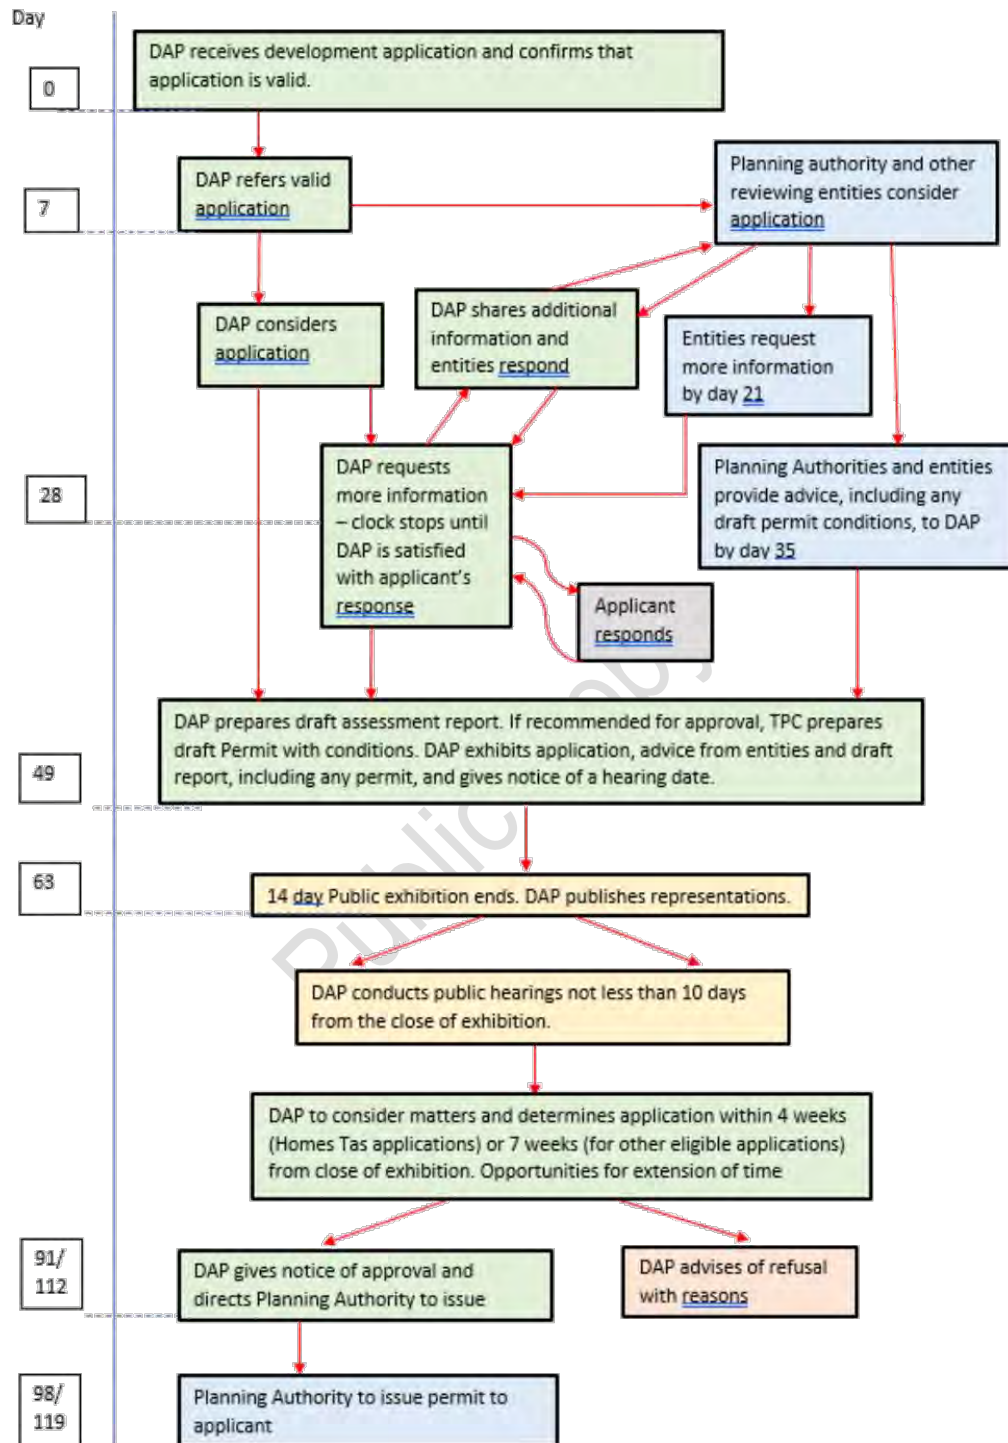 Day
0
DAP receives development application and confirms that
application is valid.
7
DAP refers valid
application
Planning authority and other
reviewing entities consider
application
DAP considers
application
DAP shares additional
information and
entities respond
Entities request
more information
by day 21
28
DAP requests
more information
– clock stops until
DAP is satisfied
with applicant's
response
Planning Authorities and entities
provide advice, including any
draft permit conditions, to DAP
by day 35
Applicant
responds
49
DAP prepares draft assessment report. If recommended for approval, TPC prepares
draft Permit with conditions. DAP exhibits application, advice from entities and draft
report, including any permit, and gives notice of a hearing date.
63
14 day Public exhibition ends. DAP publishes representations.
DAP conducts public hearings not less than 10 days
from the close of exhibition.
DAP to consider matters and determines application within 4 weeks
(Homes Tas applications) or 7 weeks (for other eligible applications)
from close of exhibition. Opportunities for extension of time
91/
112
DAP gives notice of approval and
directs Planning Authority to issue
DAP advises of refusal
with reasons
98/
119
Planning Authority to issue permit to
applicant
Public